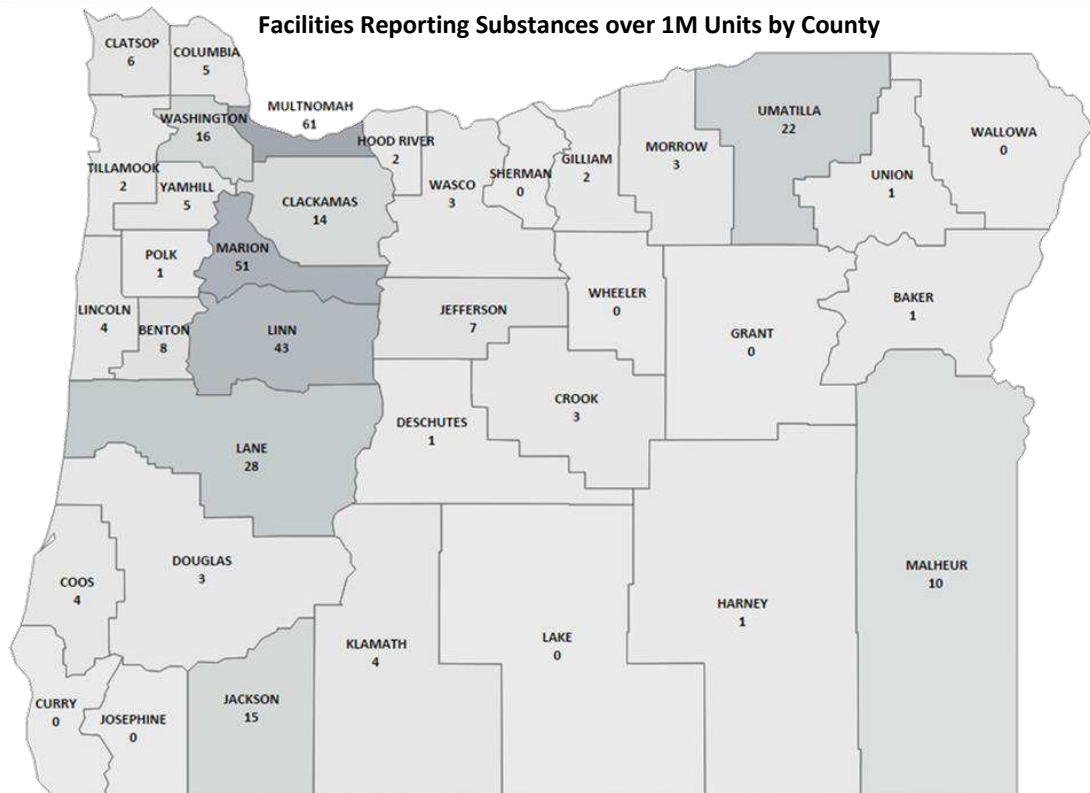 Facilities Reporting Substances over 1M Units by County
CLATSOP
6
COLUMBIA
5
MULTNOMAH
61
WASHINGTON
16
HOOD RIVER
2
TILLAMOOK
2
YAMHILL
5
CLACKAMAS
14
WASCO
3
SHERMAN
0
GILLIAM
2
MORROW
3
UMATILLA
22
UNION
1
WALLOWA
0
POLK
1
MARION
51
LINCOLN
4
BENTON
8
LINN
43
JEFFERSON
7
WHEELER
0
GRANT
0
BAKER
1
LANE
28
DESCHUTES
1
CROOK
3
COOS
4
DOUGLAS
3
KLAMATH
4
LAKE
0
HARNEY
1
MALHEUR
10
CURRY
0
JOSEPHINE
0
JACKSON
15